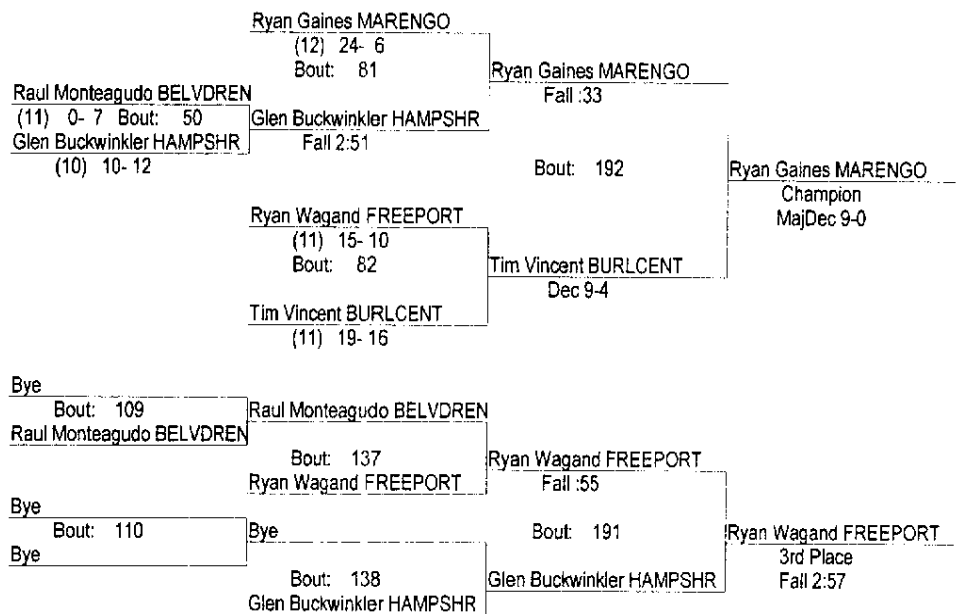 Ryan Gaines MARENGO
(12) 24- 6
Bout: 81
Ryan Gaines MARENGO
Fall :33
Raul Monteagudo BELVDREN
(11) 0- 7 Bout: 50
Glen Buckwinkler HAMPSHR
(10) 10- 12
Glen Buckwinkler HAMPSHR
Fall 2:51
Bout: 192
Ryan Gaines MARENGO
Champion
MajDec 9-0
Ryan Wagand FREEPORT
(11) 15- 10
Bout: 82
Tim Vincent BURLCENT
Dec 9-4
Tim Vincent BURLCENT
(11) 19- 16
Bye
Bout: 109
Raul Monteagudo BELVDREN
Raul Monteagudo BELVDREN
Bout: 137
Ryan Wagand FREEPORT
Ryan Wagand FREEPORT
Fall :55
Bye
Bout: 110
Bye
Bye
Bout: 191
Ryan Wagand FREEPORT
3rd Place
Fall 2:57
Bout: 138
Glen Buckwinkler HAMPSHR
Glen Buckwinkler HAMPSHR